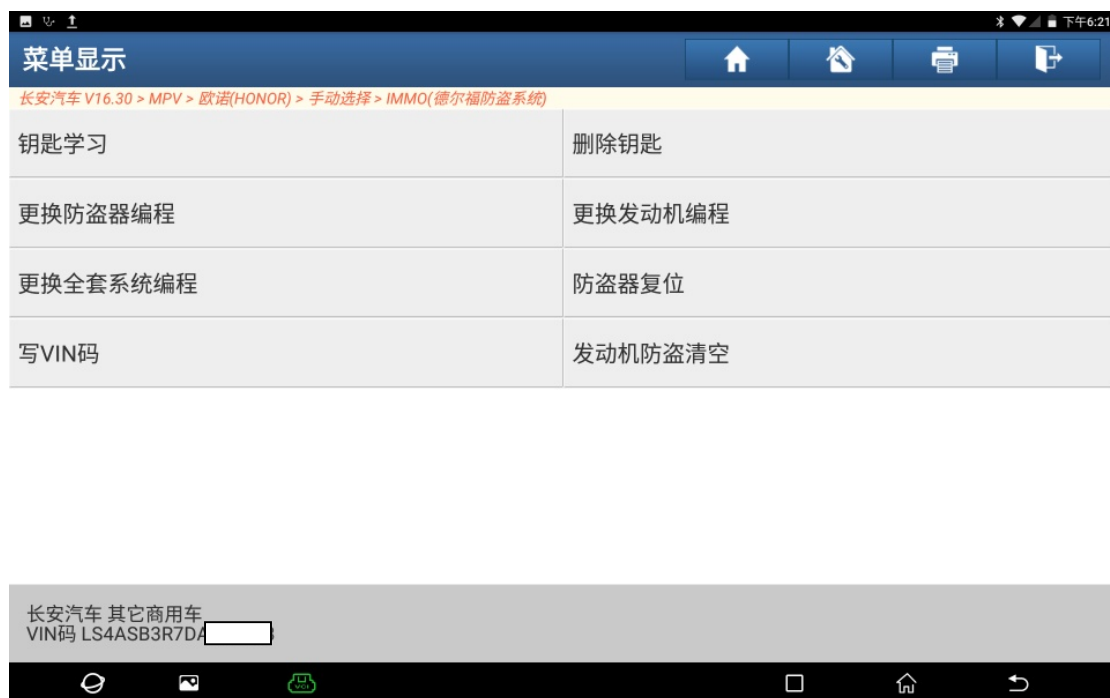 下午6:21
菜单显示
长安汽车 V16.30 > MPV > 欧诺(HONOR) > 手动选择 > IMMO(德尔福防盗系统)
钥匙学习
删除钥匙
更换防盗器编程
更换发动机编程
更换全套系统编程
防盗器复位
写VIN码
发动机防盗清空
长安汽车 其它商用车
VIN码 LS4ASB3R7DA
VCI